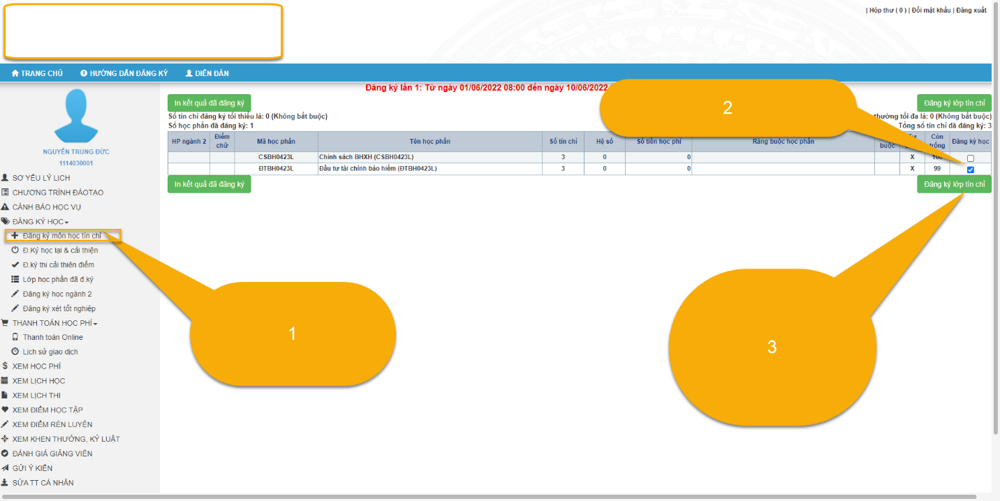 | Hộp thư ( 0 ) | Đổi mật khẩu | Đăng xuất
TRANG CHỦ HƯỚNG DẪN ĐĂNG KÝ DIỄN ĐÀN
Đăng ký lần 1: Từ ngày 01/06/2022 08:00 đến ngày 10/06/2022
In kết quả đã đăng ký
Đăng ký lớp tín chỉ
Số tín chỉ đăng ký tối thiểu là: 0 (Không bắt buộc)
thường tối đa là: 0 (Không bắt buộc)
Số học phần đã đăng ký: 1
Tổng số tín chỉ đã đăng ký: 3
HP ngành 2 Điểm chữ Mã học phần Tên học phần Số tín chỉ Hệ số Số tiền học phí Ràng buộc học phần buộc Còn trống Đăng ký học
CSBH0423L Chính sách BHXH (CSBH0423L) 3 0 0 X 100
ĐTBH0423L Đầu tư tài chính bảo hiểm (ĐTBH0423L) 3 0 0 X 99
In kết quả đã đăng ký
Đăng ký lớp tín chỉ
NGUYỄN TRUNG ĐỨC
1114030001
SƠ YẾU LÝ LỊCH
CHƯƠNG TRÌNH ĐÀOTẠO
CẢNH BÁO HỌC VỤ
ĐĂNG KÝ HỌC
Đăng ký môn học tín chỉ
Đ.Ký học lại & cải thiện
Đ.ký thi cải thiên điểm
Lớp học phần đã đ.ký
Đăng ký học ngành 2
Đăng ký xét tốt nghiệp
THANH TOÁN HỌC PHÍ
Thanh toán Online
Lịch sử giao dịch
XEM HỌC PHÍ
XEM LỊCH HỌC
XEM LỊCH THI
XEM ĐIỂM HỌC TẬP
XEM ĐIỂM RÈN LUYỆN
XEM KHEN THƯỞNG, KỶ LUẬT
ĐÁNH GIÁ GIẢNG VIÊN
GỬI Ý KIẾN
SỬA TT CÁ NHÂN
1
2
3